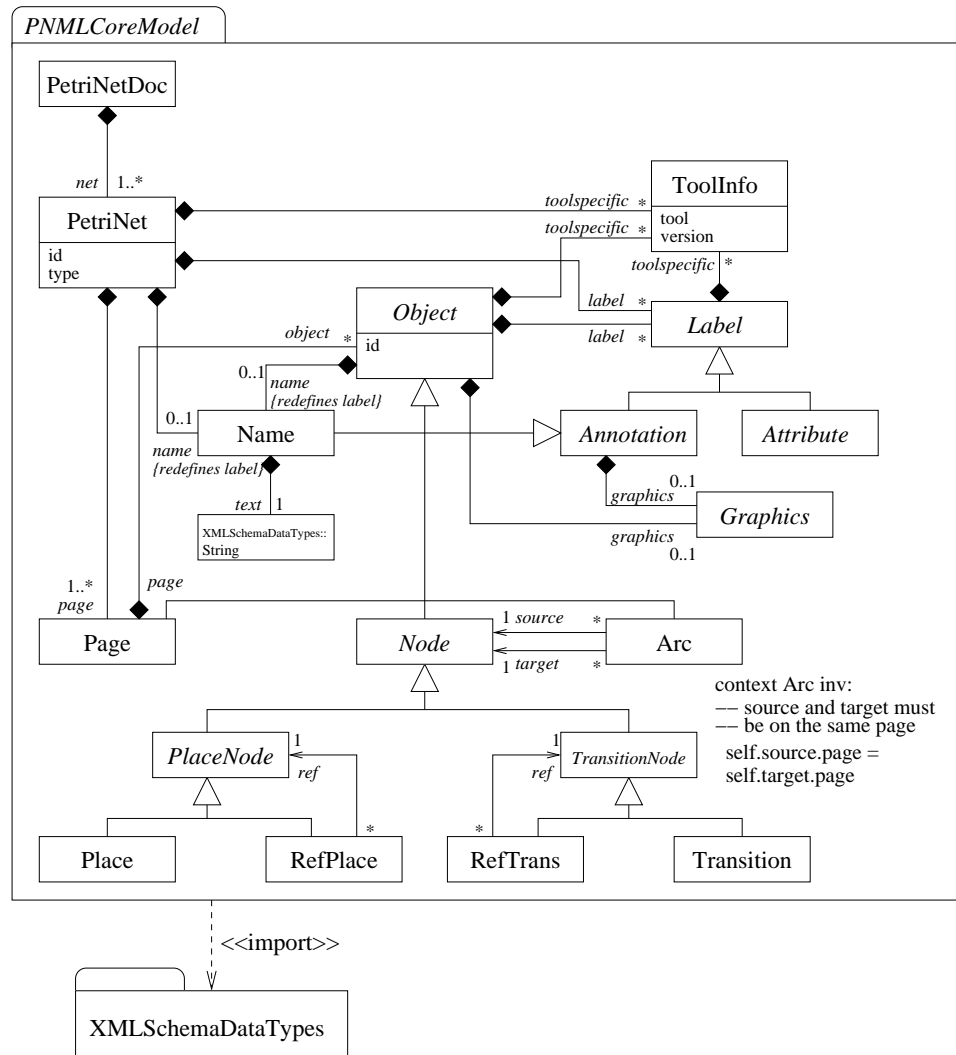 PNMLCoreModel
PetriNetDoc
net 1..*
PetriNet
id
type
toolspecific *
toolspecific *
ToolInfo
tool
version
toolspecific *
Object
id
label *
label *
Label
object *
0..1 name
{redefines label}
0..1
name
{redefines label}
Name
Annotation
Attribute
text 1
XMLSchemaDataTypes::
String
graphics 0..1
graphics
0..1
Graphics
1..*
page
page
Page
Node
1 source *
1 target *
Arc
context Arc inv:
−− source and target must
−− be on the same page
self.source.page =
self.target.page
PlaceNode
1
ref
1
ref
TransitionNode
*
*
Place
RefPlace
RefTrans
Transition
<<import>>
XMLSchemaDataTypes